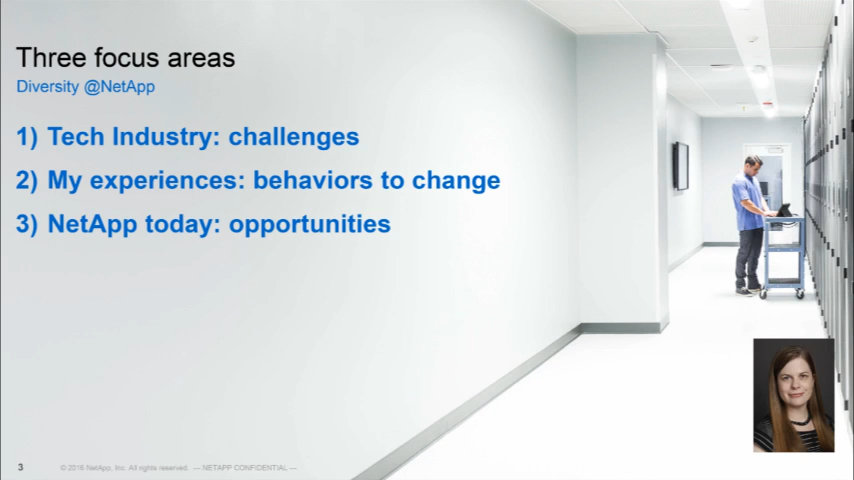 Three focus areas
Diversity @NetApp
1) Tech Industry: challenges
2) My experiences: behaviors to change
3) NetApp today: opportunities
3 © 2016 NetApp, Inc. All rights reserved. --- NETAPP CONFIDENTIAL ---